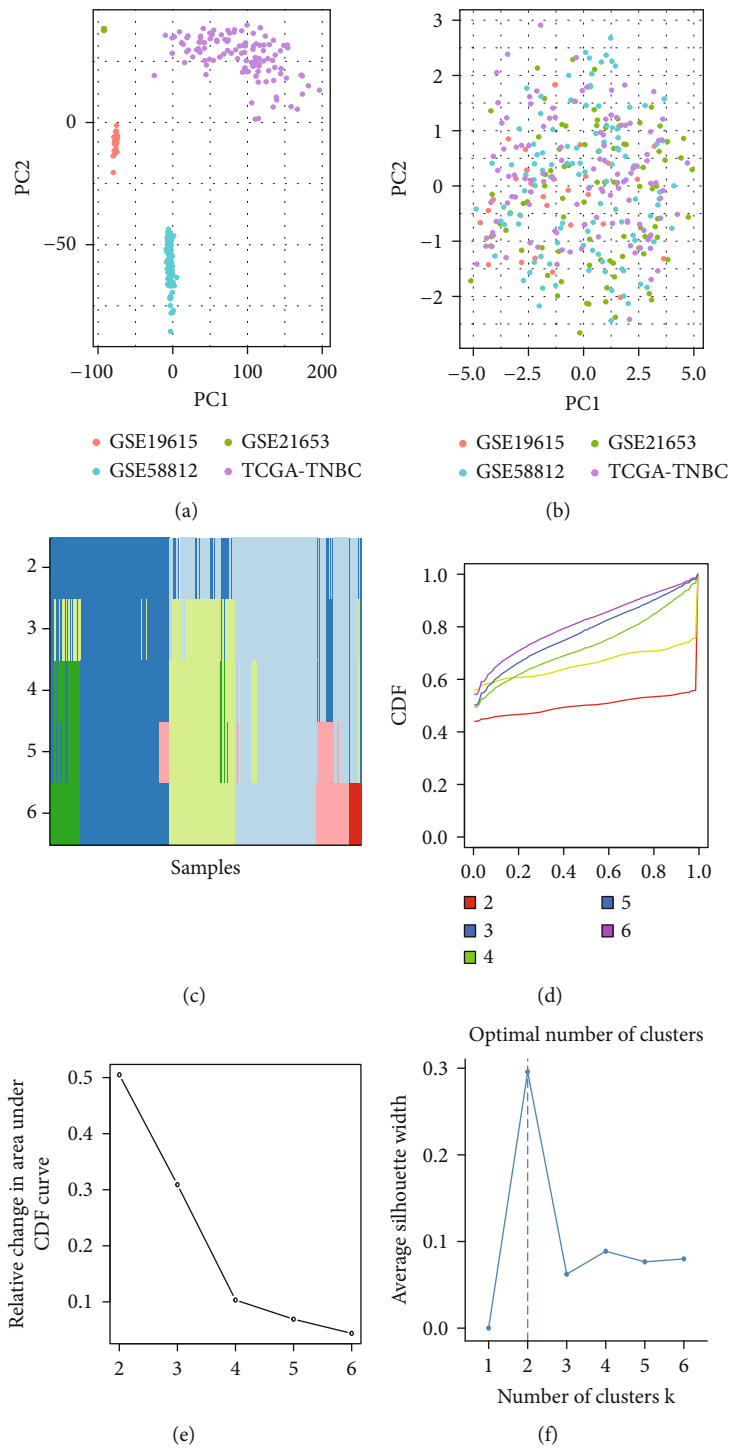 0
−50
PC2
−100 0 100 200
PC1
GSE19615 GSE21653
GSE58812 TCGA-TNBC
(a)
3
2
1
0
−1
−2
PC2
−5.0 −2.5 0.0 2.5 5.0
PC1
GSE19615 GSE21653
GSE58812 TCGA-TNBC
(b)
2
3
4
5
6
Samples
(c)
1.0
0.8
0.6
0.4
0.2
0.0
CDF
0.0 0.2 0.4 0.6 0.8 1.0
2 5
3 6
4
(d)
0.5
0.3
0.2
0.1
Relative change in area under
CDF curve
2 3 4 5 6
(e)
Optimal number of clusters
0.3
0.2
0.10
0.0
Average silhouette width
1 2 3 4 5 6
Number of clusters k
(f)